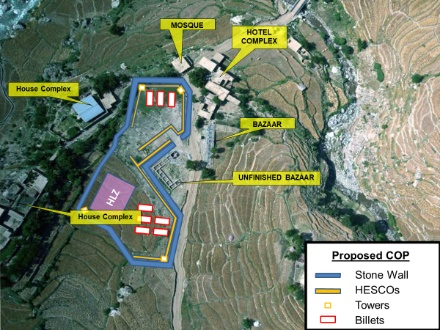 MOSQUE
HOTEL
COMPLEX
House Complex
BAZAAR
UNFINISHED BAZAAR
HLZ
House Complex
Proposed COP
Stone Wall
HESCOs
Towers
Billets